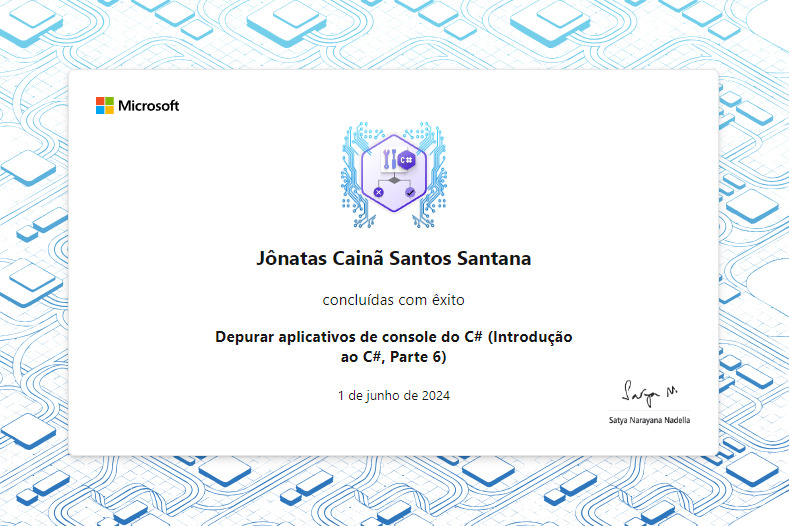 Microsoft
C#
Jônatas Cainã Santos Santana
concluídas com êxito
Depurar aplicativos de console do C# (Introdução
ao C#, Parte 6)
1 de junho de 2024
Satya N.
Satya Narayana Nadella